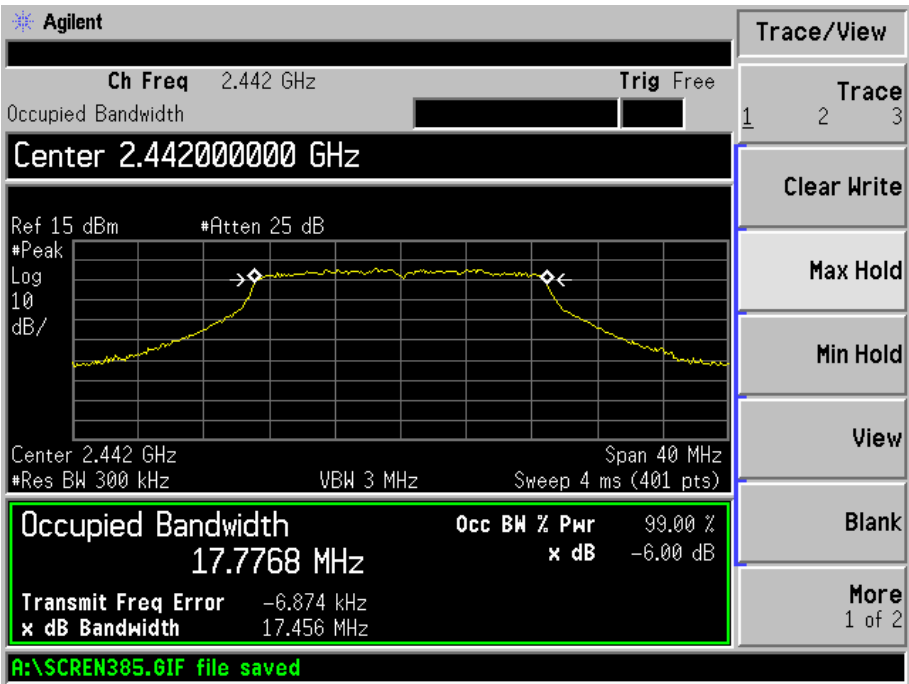 Agilent
Trace/View
Ch Freq 2.442 GHz Trig Free
Occupied Bandwidth
Trace
1 2 3
Center 2.442000000 GHz
Clear Write
Ref 15 dBm #Atten 25 dB
#Peak
Log
10
dB/
Max Hold
Min Hold
View
Center 2.442 GHz Span 40 MHz
#Res BW 300 kHz VBW 3 MHz Sweep 4 ms (401 pts)
Occupied Bandwidth Occ BW % Pwr 99.00 %
17.7768 MHz x dB -6.00 dB
Blank
Transmit Freq Error -6.874 kHz
x dB Bandwidth 17.456 MHz
More
1 of 2
A:\SCREN385.GIF file saved